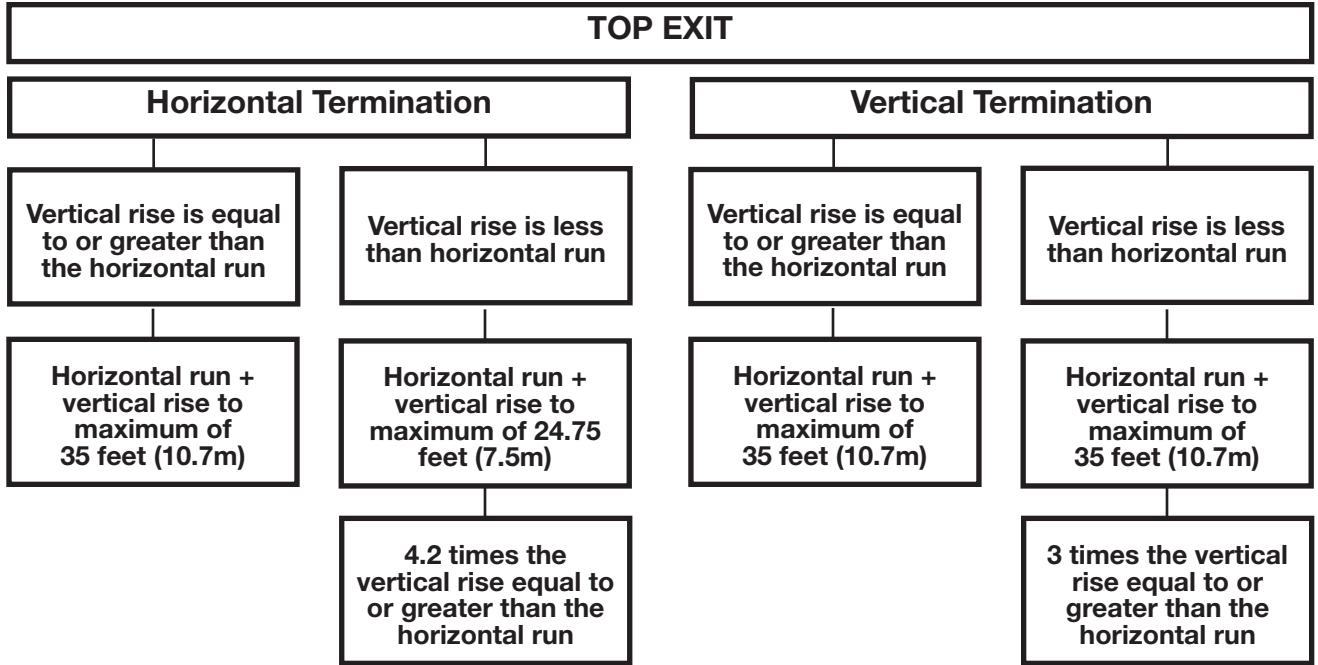 TOP EXIT
Horizontal Termination
Vertical rise is equal
to or greater than
the horizontal run
Horizontal run +
vertical rise to
maximum of
35 feet (10.7m)
Vertical rise is less
than horizontal run
Horizontal run +
vertical rise to
maximum of 24.75
feet (7.5m)
4.2 times the
vertical rise equal to
or greater than the
horizontal run
Vertical Termination
Vertical rise is equal
to or greater than
the horizontal run
Horizontal run +
vertical rise to
maximum of
35 feet (10.7m)
Vertical rise is less
than horizontal run
Horizontal run +
vertical rise to
maximum of
35 feet (10.7m)
3 times the vertical
rise equal to or
greater than the
horizontal run